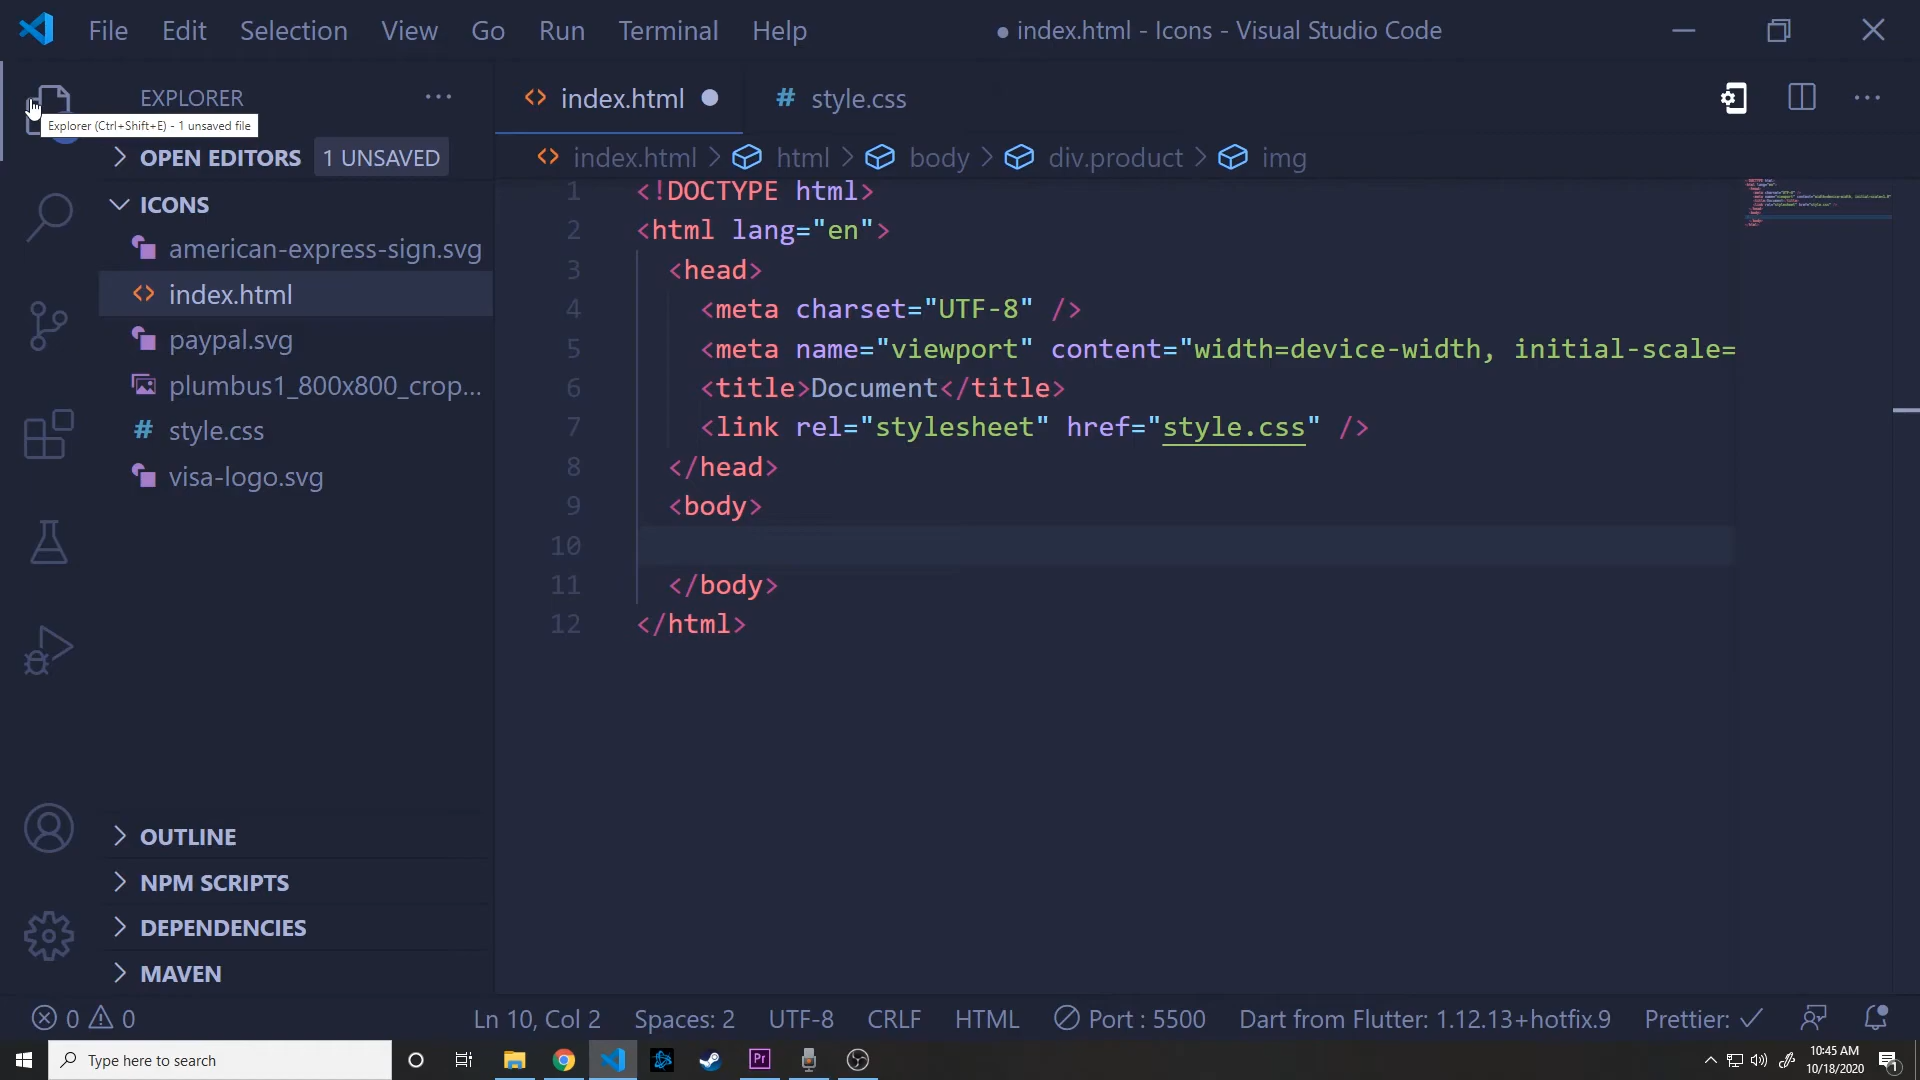 File Edit Selection View Go Run Terminal Help ● index.html - Icons - Visual Studio Code
EXPLORER ···
Explorer (Ctrl+Shift+E) - 1 unsaved file
OPEN EDITORS 1 UNSAVED
ICONS
american-express-sign.svg
index.html
paypal.svg
plumbus1_800x800_crop...
style.css
visa-logo.svg
OUTLINE
NPM SCRIPTS
DEPENDENCIES
MAVEN
index.html ● # style.css
index.html > html > body > div.product > img
1 <!DOCTYPE html>
2 <html lang="en">
3 <head>
4 <meta charset="UTF-8" />
5 <meta name="viewport" content="width=device-width, initial-scale=
6 <title>Document</title>
7 <link rel="stylesheet" href="style.css" />
8 </head>
9 <body>
10
11 </body>
12 </html>
0 0 Ln 10, Col 2 Spaces: 2 UTF-8 CRLF HTML Port : 5500 Dart from Flutter: 1.12.13+hotfix.9 Prettier: ✓
Type here to search
Pr
10:45 AM
10/18/2020
1